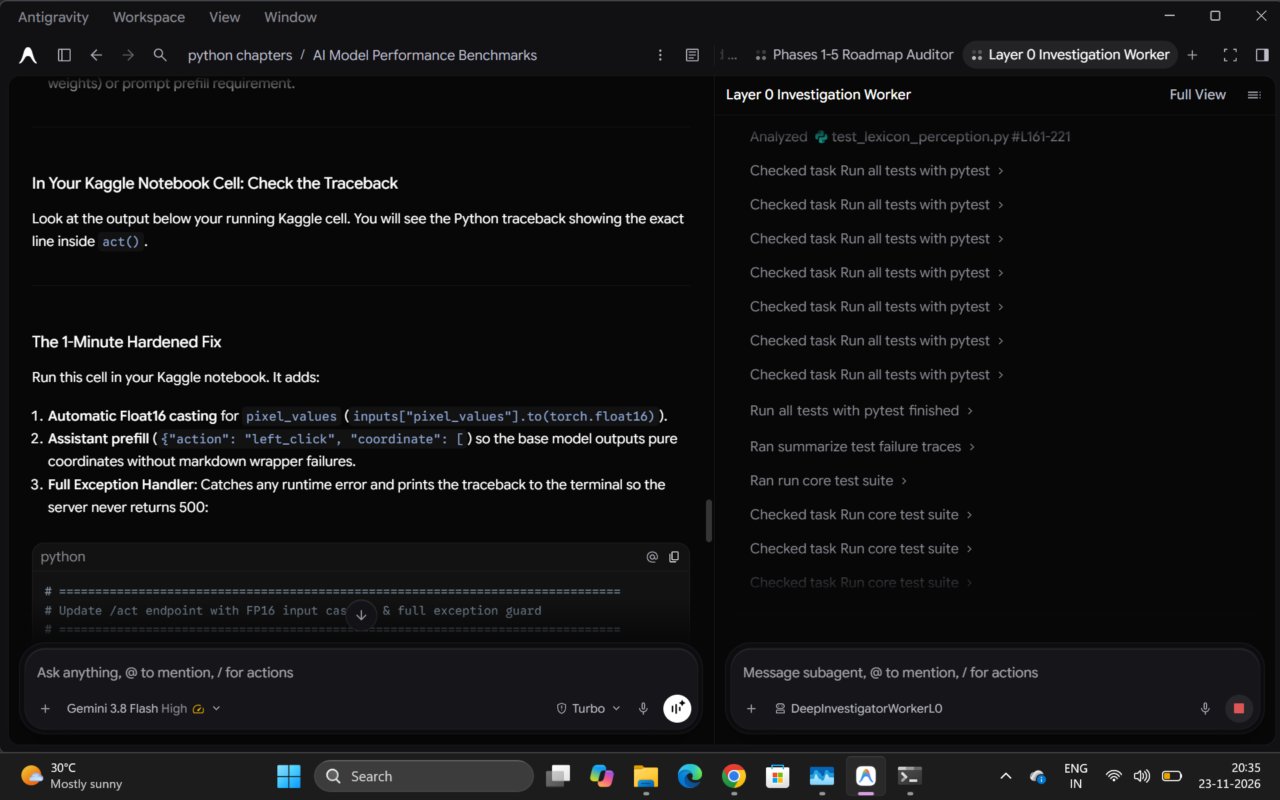 Antigravity Workspace View Window
python chapters / AI Model Performance Benchmarks
... Phases 1-5 Roadmap Auditor Layer 0 Investigation Worker
weights) or prompt prefill requirement.
In Your Kaggle Notebook Cell: Check the Traceback
Look at the output below your running Kaggle cell. You will see the Python traceback showing the exact
line inside act() .
The 1-Minute Hardened Fix
Run this cell in your Kaggle notebook. It adds:
1. Automatic Float16 casting for pixel_values ( inputs["pixel_values"].to(torch.float16) ).
2. Assistant prefill ( {"action": "left_click", "coordinate": [ ) so the base model outputs pure
coordinates without markdown wrapper failures.
3. Full Exception Handler: Catches any runtime error and prints the traceback to the terminal so the
server never returns 500:
python
# ==============================================================================
# Update /act endpoint with FP16 input cas & full exception guard
# ==============================================================================
Ask anything, @ to mention, / for actions
Gemini 3.8 Flash High
Turbo
Layer 0 Investigation Worker
Full View
Analyzed test_lexicon_perception.py #L161-221
Checked task Run all tests with pytest >
Checked task Run all tests with pytest >
Checked task Run all tests with pytest >
Checked task Run all tests with pytest >
Checked task Run all tests with pytest >
Checked task Run all tests with pytest >
Checked task Run all tests with pytest >
Run all tests with pytest finished >
Ran summarize test failure traces >
Ran run core test suite >
Checked task Run core test suite >
Checked task Run core test suite >
Checked task Run core test suite >
Message subagent, @ to mention, / for actions
DeepInvestigatorWorkerL0
30°C
Mostly sunny
Search
ENG
IN
20:35
23-11-2026